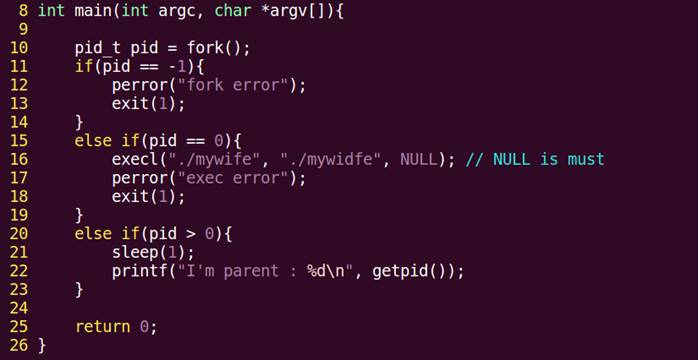 8 int main(int argc, char *argv[]){
9
10     pid_t pid = fork();
11     if(pid == -1){
12         perror("fork error");
13         exit(1);
14     }
15     else if(pid == 0){
16         execl("./mywife", "./mywidfe", NULL); // NULL is must
17         perror("exec error");
18         exit(1);
19     }
20     else if(pid > 0){
21         sleep(1);
22         printf("I'm parent : %d\n", getpid());
23     }
24
25     return 0;
26 }